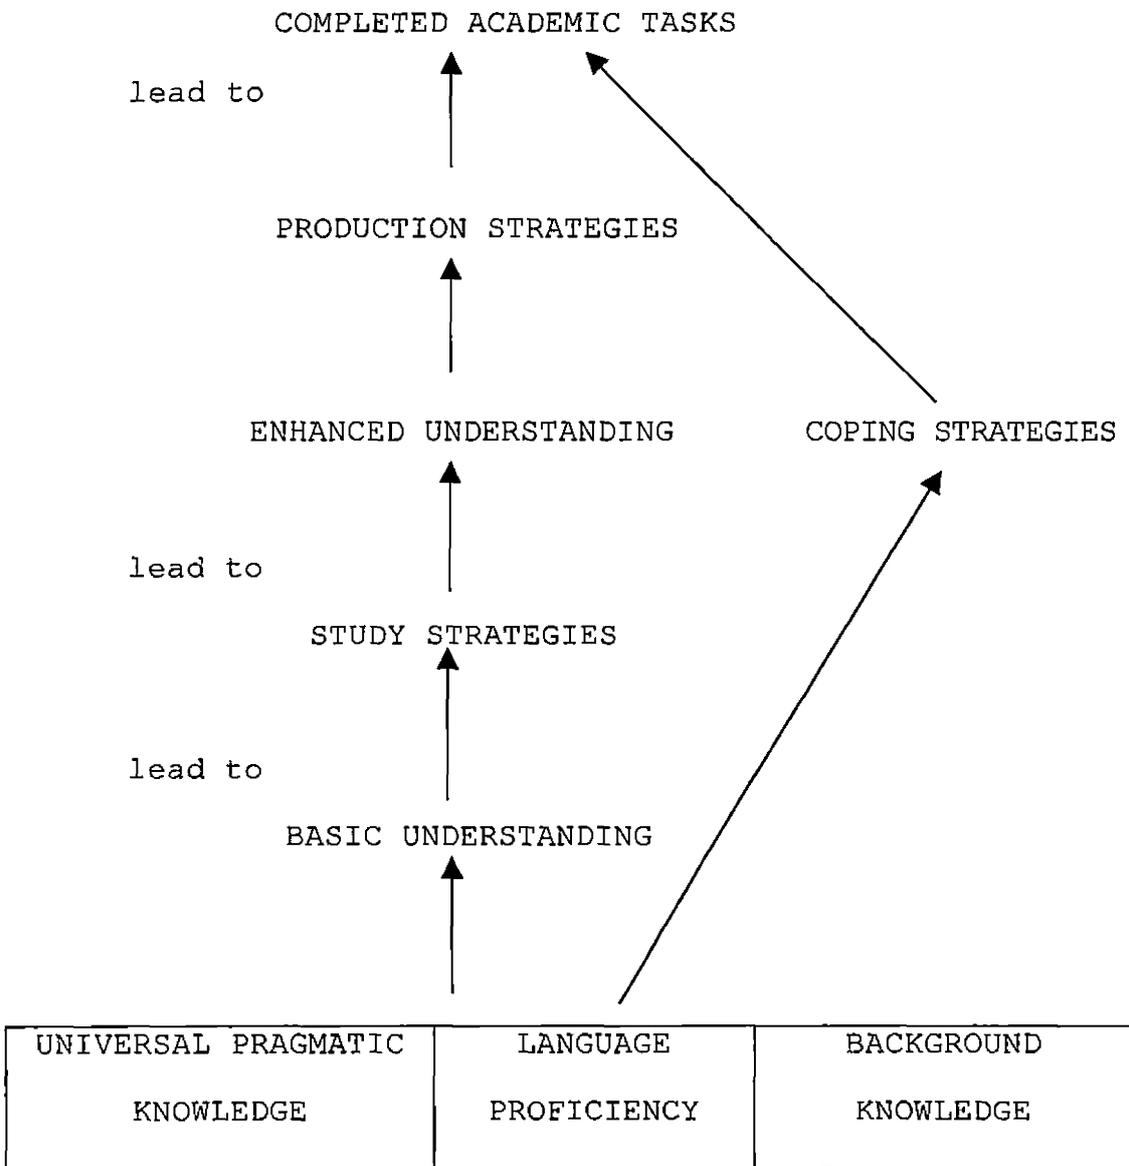 COMPLETED ACADEMIC TASKS
lead to
PRODUCTION STRATEGIES
ENHANCED UNDERSTANDING COPING STRATEGIES
lead to
STUDY STRATEGIES
lead to
BASIC UNDERSTANDING
UNIVERSAL PRAGMATIC LANGUAGE BACKGROUND
KNOWLEDGE PROFICIENCY KNOWLEDGE